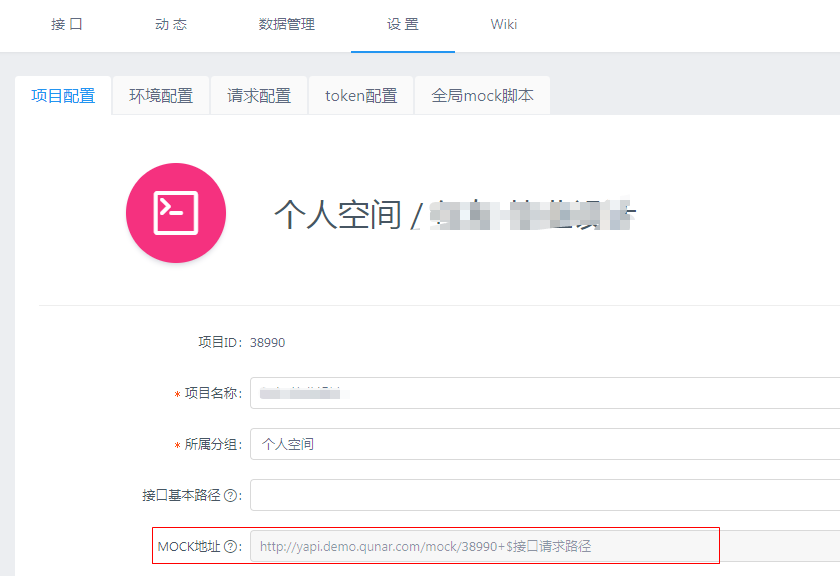 接 口 动 态 数据管理 设 置 Wiki
项目配置 环境配置 请求配置 token配置 全局mock脚本
个人空间 /
项目ID: 38990
* 项目名称:
* 所属分组: 个人空间
接口基本路径 ?:
MOCK地址 ?: http://yapi.demo.qunar.com/mock/38990+$接口请求路径